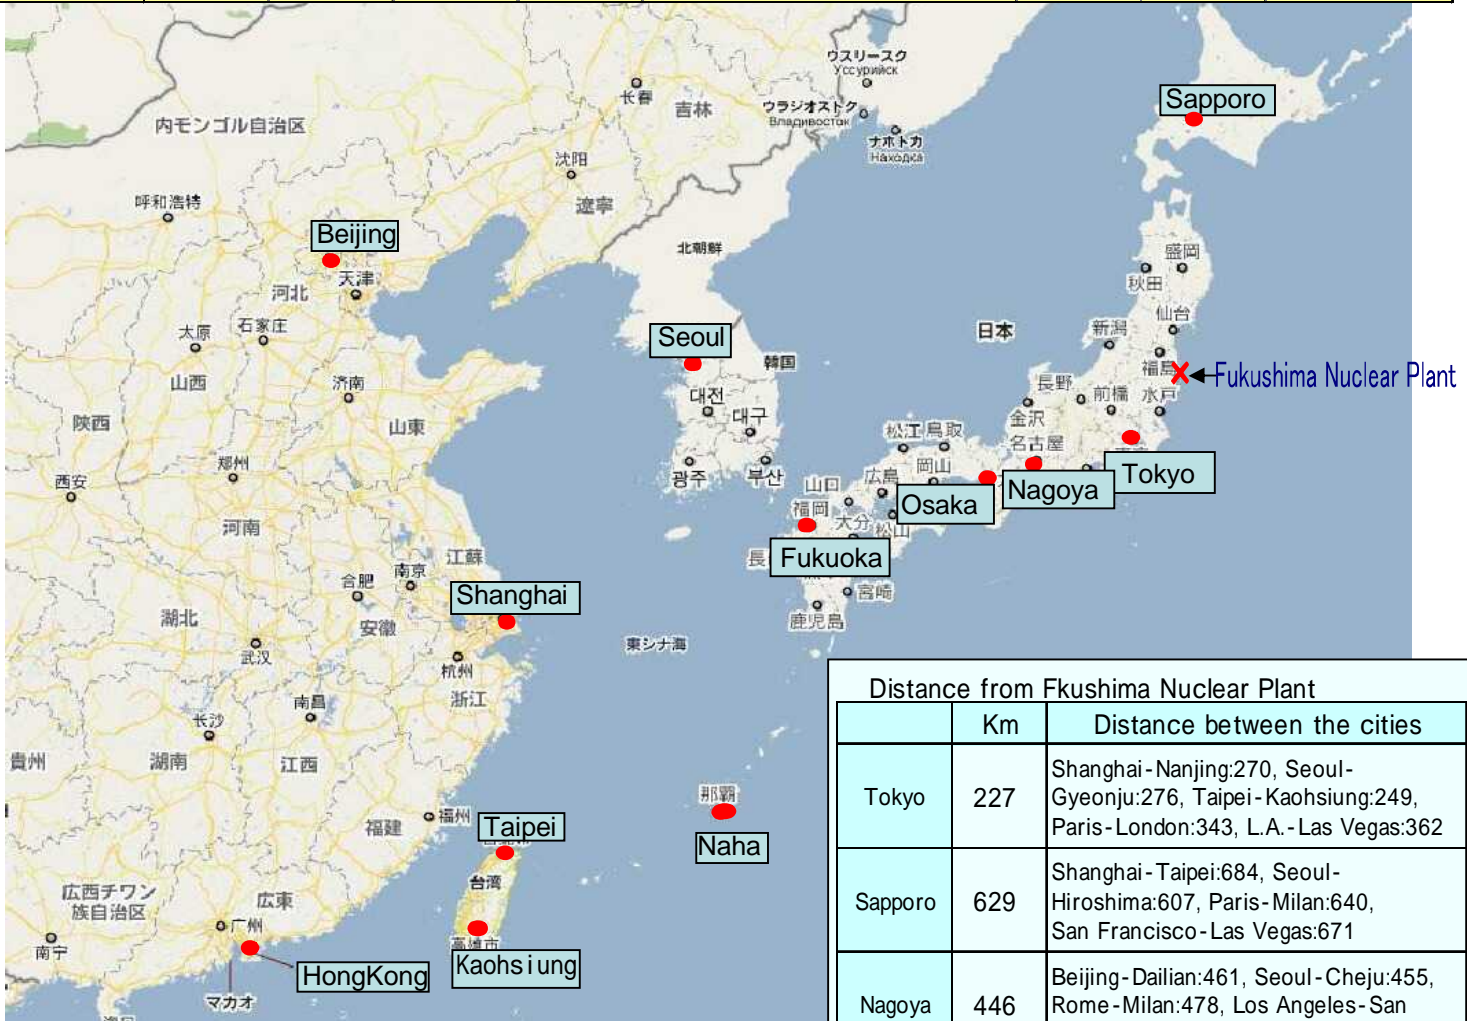 ウスリースク
Уссурийск
长春
吉林
ウラジオストク
Владивосток
ナホトカ
Находка
Sapporo
内モンゴル自治区
沈阳
遼寧
呼和浩特
Beijing
天津
河北
北朝鮮
盛岡
秋田
仙台
新潟
日本
福島
Fukushima Nuclear Plant
太原
石家庄
Seoul
韓国
山西
济南
대전
대구
長野
前橋
水戸
金沢
陕西
山東
松江
鳥取
名古屋
郑州
西安
광주
부산
山口
広島
岡山
Tokyo
Nagoya
Osaka
河南
福岡
大分
松山
江蘇
Fukuoka
長
合肥
南京
宮崎
Shanghai
鹿児島
湖北
安徽
東シナ海
武汉
杭州
浙江
南昌
长沙
貴州
湖南
江西
那覇
Naha
福州
福建
Taipei
台湾
広西チワン
族自治区
広東
广州
南宁
高雄市
Kaohsiung
HongKong
マカオ
Distance from Fkushima Nuclear Plant
Km Distance between the cities
Tokyo 227 Shanghai-Nanjing:270, Seoul-
Gyeonju:276, Taipei-Kaohsiung:249,
Paris-London:343, L.A.-Las Vegas:362
Sapporo 629 Shanghai-Taipei:684, Seoul-
Hiroshima:607, Paris-Milan:640,
San Francisco-Las Vegas:671
Nagoya 446 Beijing-Dailian:461, Seoul-Cheju:455,
Rome-Milan:478, Los Angeles-San